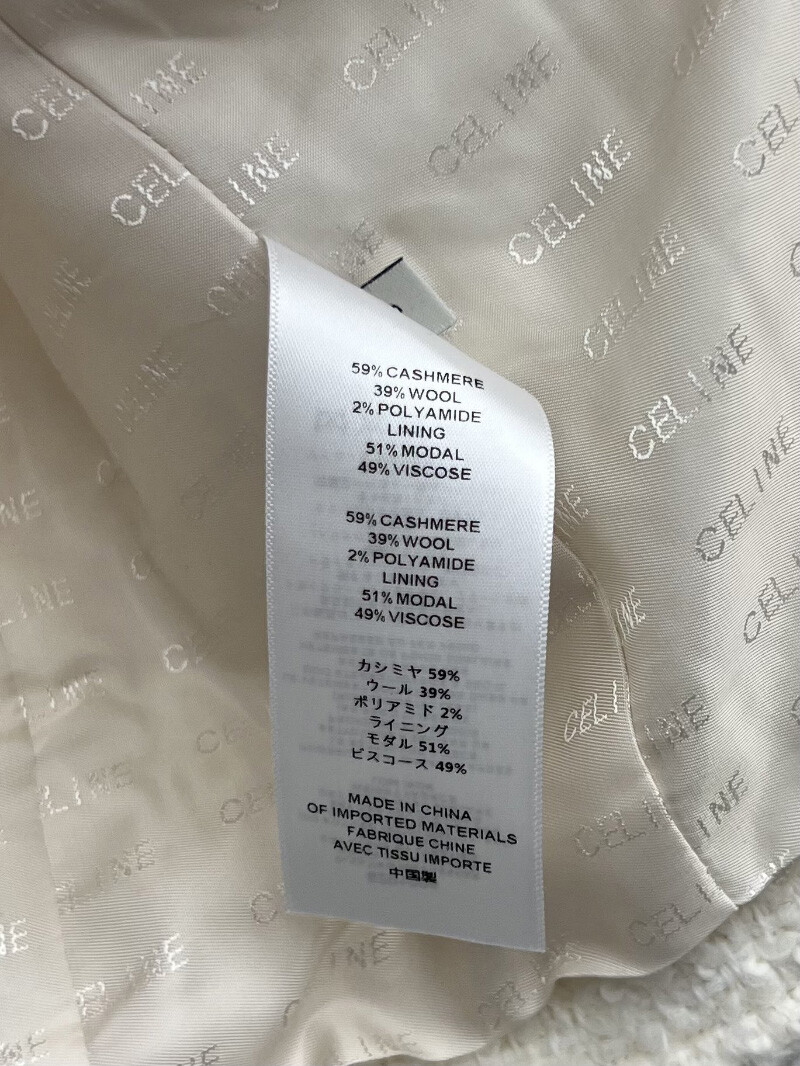 CELINE
CELINE
CELINE
CELINE
CELINE
CELINE
CELINE
CELINE
59% CASHMERE
39% WOOL
2% POLYAMIDE
LINING
51% MODAL
49% VISCOSE
59% CASHMERE
39% WOOL
2% POLYAMIDE
LINING
51% MODAL
49% VISCOSE
カシミヤ 59%
ウール 39%
ポリアミド 2%
ライニング
モダル 51%
ビスコース 49%
MADE IN CHINA
OF IMPORTED MATERIALS
FABRIQUE CHINE
AVEC TISSU IMPORTE
中国製